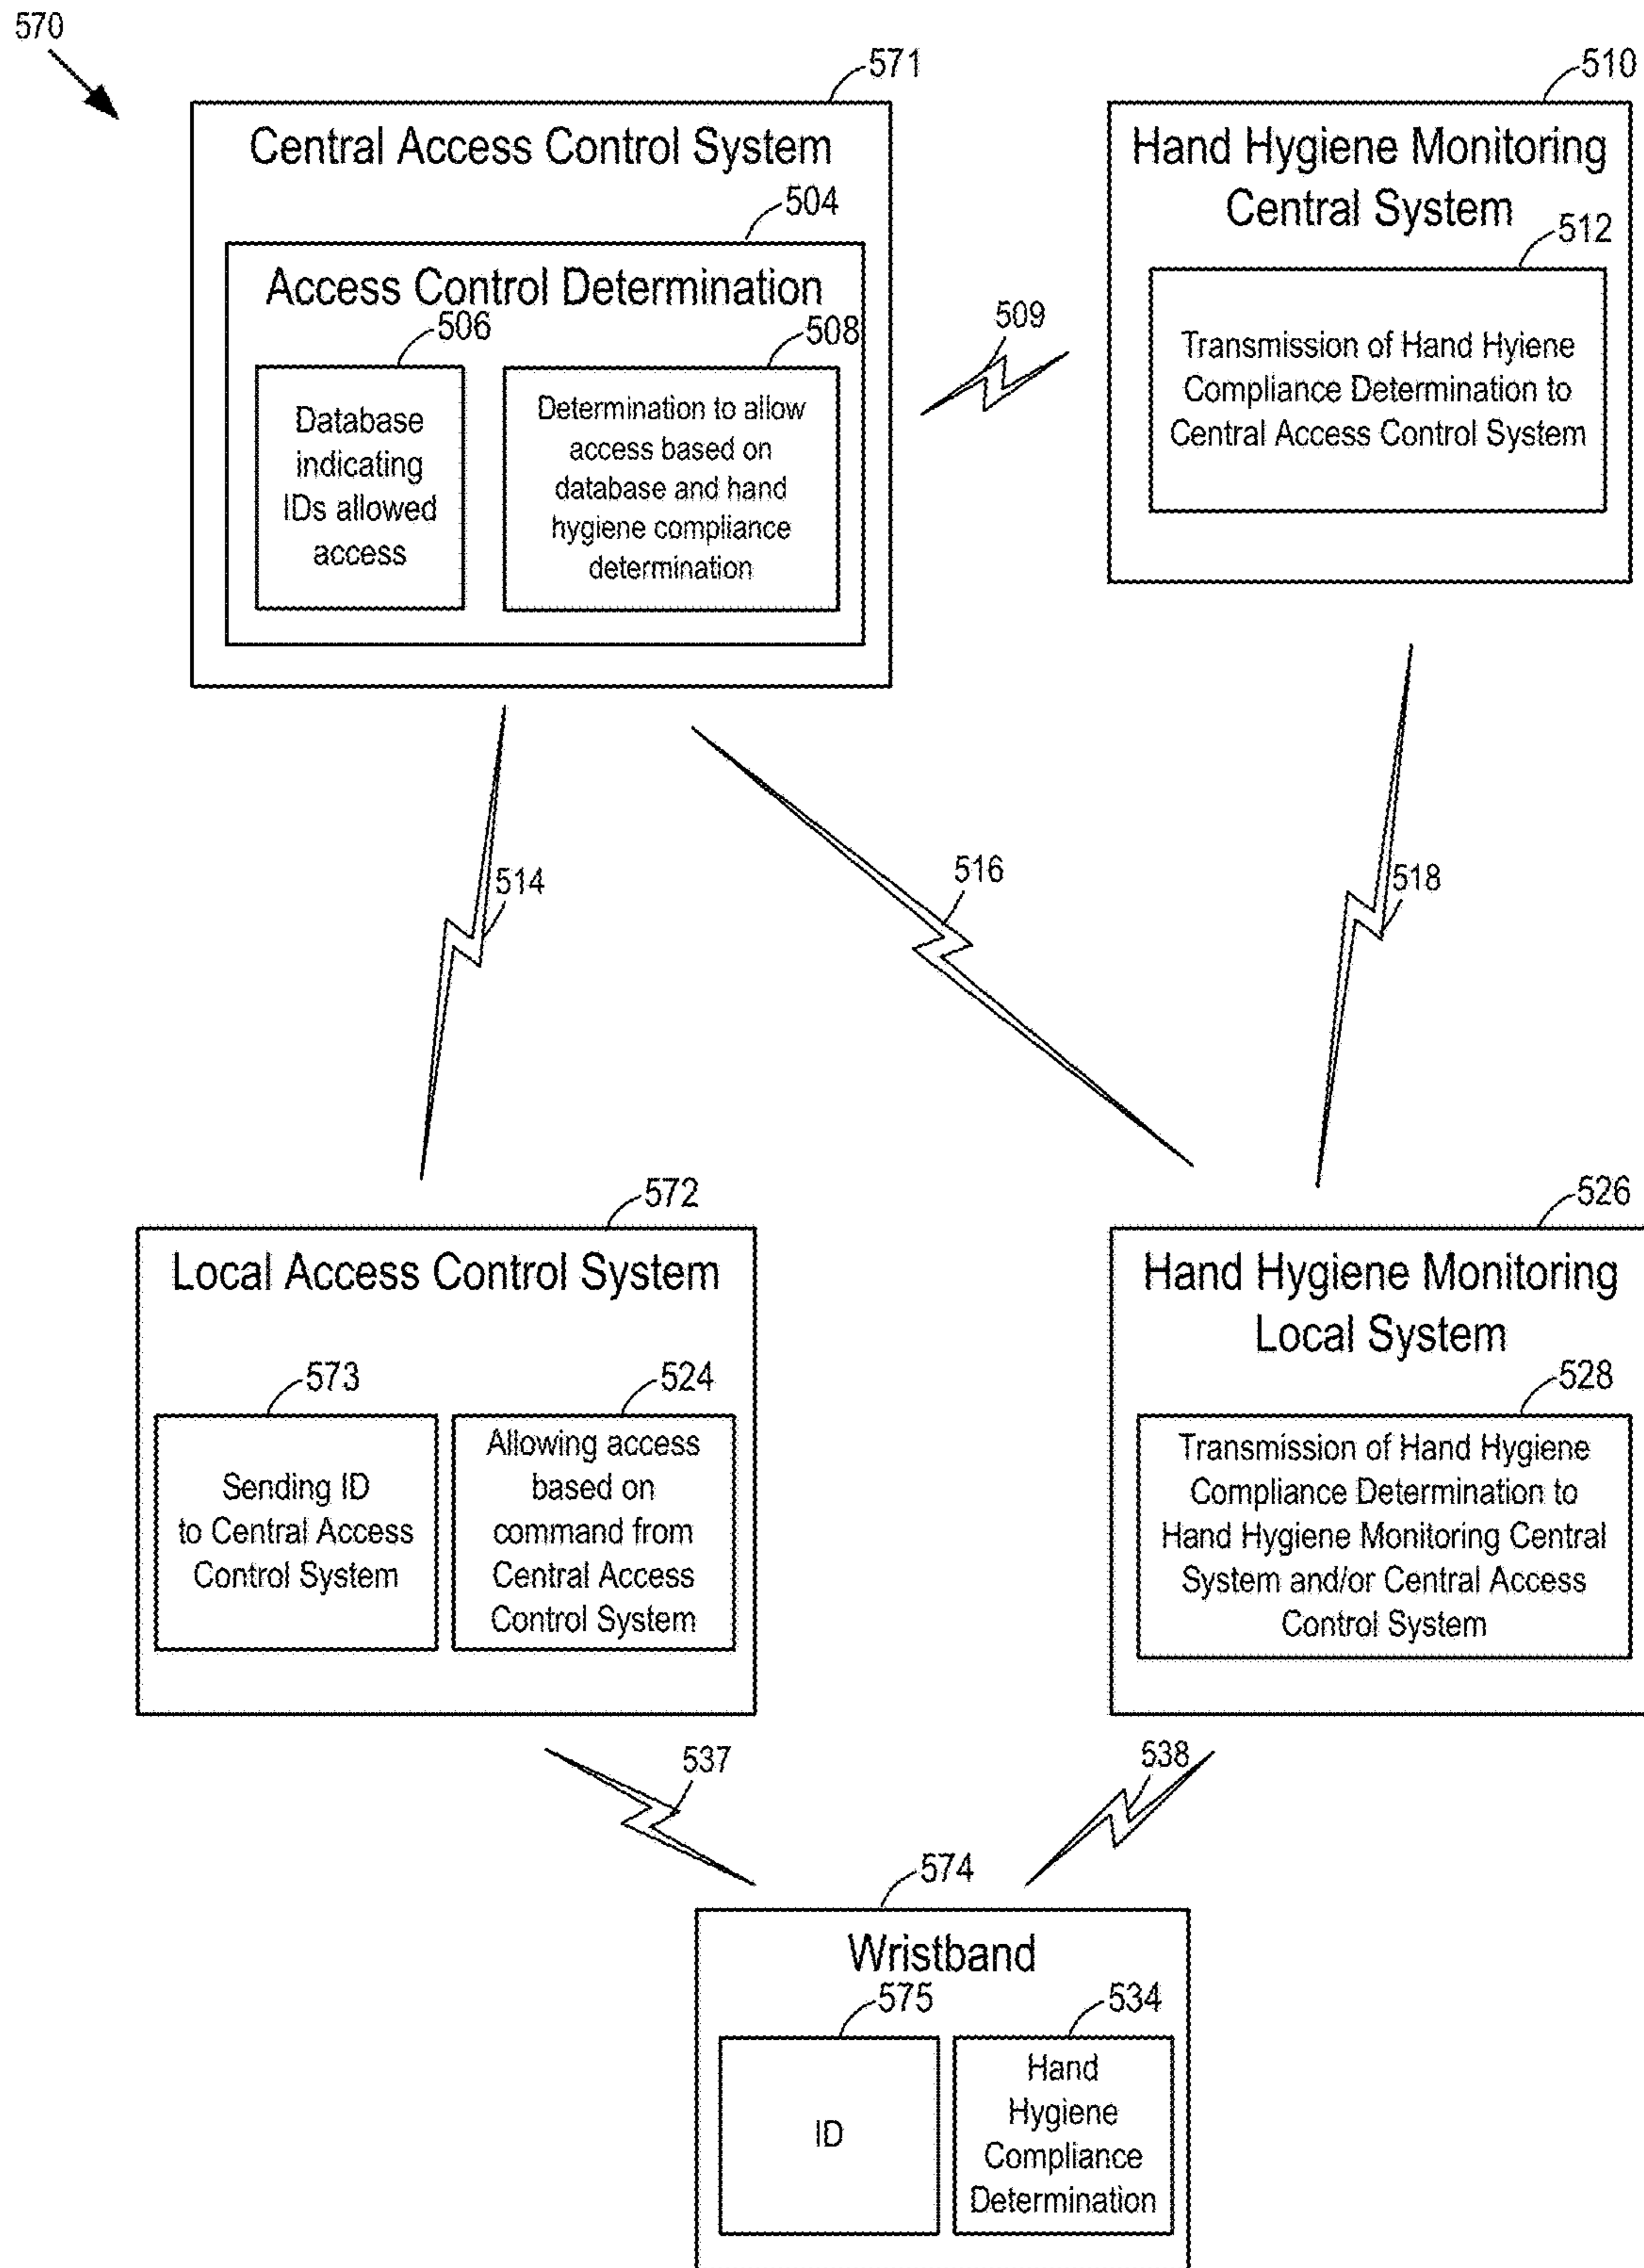 570
571
Central Access Control System
504
Access Control Determination
506
Database
indicating
IDs allowed
access
508
Determination to allow
access based on
database and hand
hygiene compliance
determination
509
510
Hand Hygiene Monitoring
Central System
512
Transmission of Hand Hyiene
Compliance Determination to
Central Access Control System
514
516
518
572
Local Access Control System
573
Sending ID
to Central Access
Control System
524
Allowing access
based on
command from
Central Access
Control System
526
Hand Hygiene Monitoring
Local System
528
Transmission of Hand Hygiene
Compliance Determination to
Hand Hygiene Monitoring Central
System and/or Central Access
Control System
537
538
574
Wristband
575
ID
534
Hand
Hygiene
Compliance
Determination